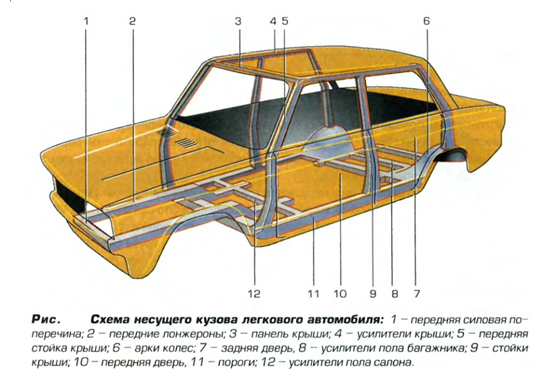 1 2 3 4 5 6
12 11 10 9 8 7
Рис. Схема несущего кузова легкового автомобиля: 1 – передняя силовая по-
перечина; 2 – передние лонжероны; 3 – панель крыши; 4 – усилители крыши; 5 – передняя
стойка крыши; 6 – арки колес; 7 – задняя дверь, 8 – усилители пола багажника; 9 – стойки
крыши; 10 – передняя дверь, 11 – пороги; 12 – усилители пола салона.